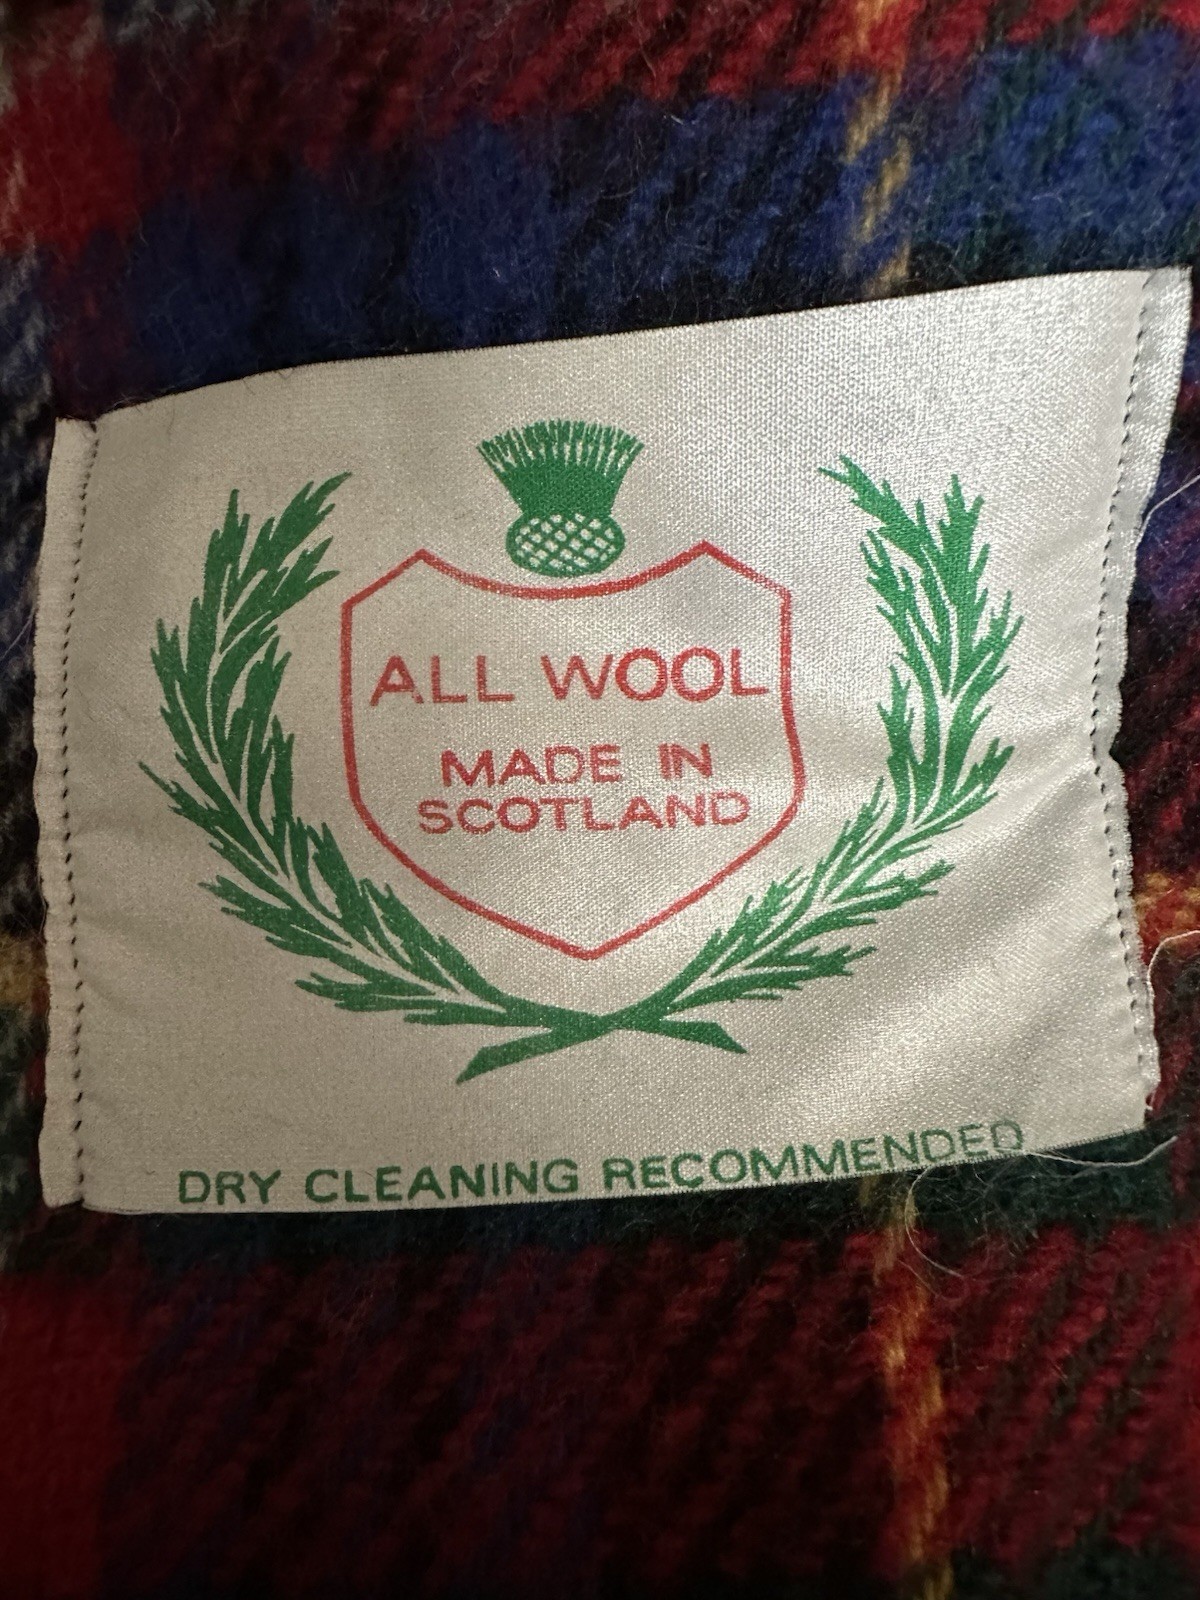 ALL WOOL
MADE IN
SCOTLAND
DRY CLEANING RECOMMENDED